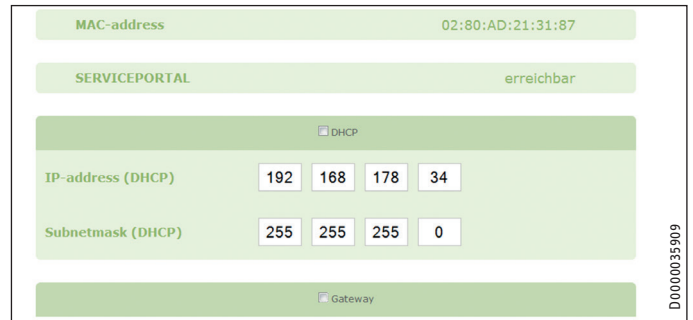 MAC-address 02:80:AD:21:31:87
SERVICEPORTAL erreichbar
DHCP
IP-address (DHCP) 192 168 178 34
Subnetmask (DHCP) 255 255 255 0
Gateway
D0000035909